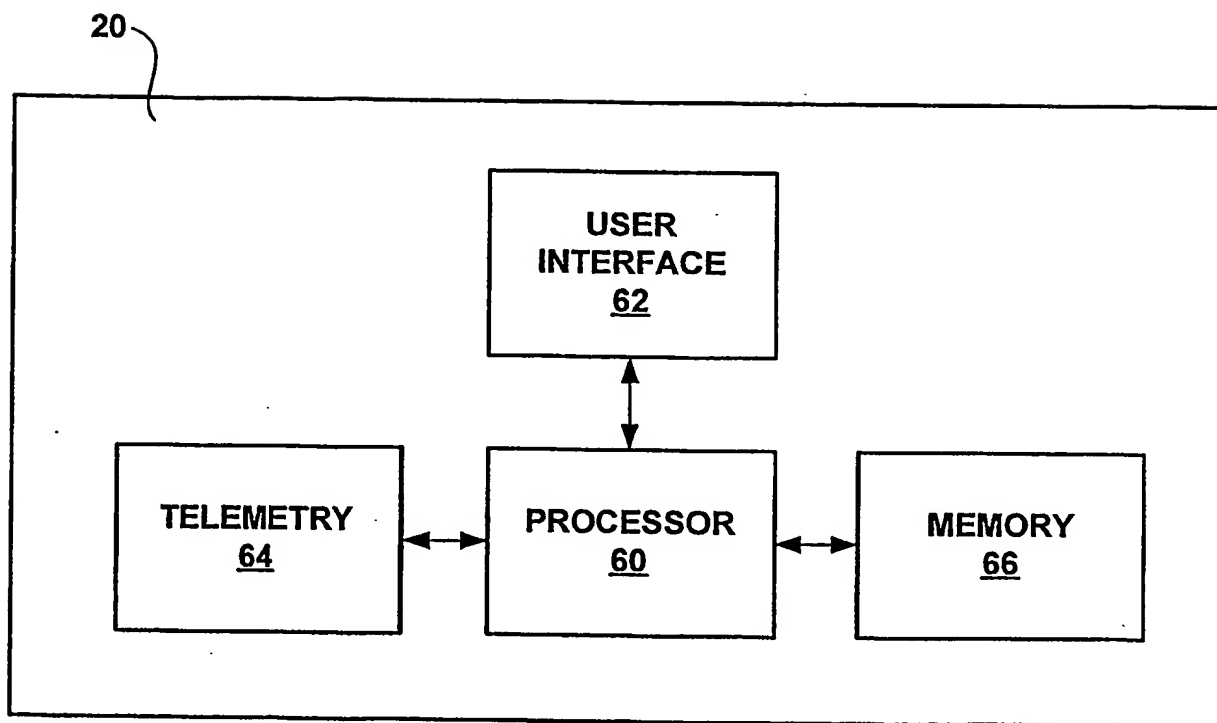 20
USER
INTERFACE
62
TELEMETRY
64
PROCESSOR
60
MEMORY
66